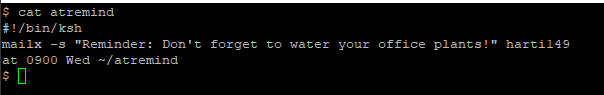 $ cat atremind
#!/bin/ksh
mailx -s "Reminder: Don't forget to water your office plants!" harti149
at 0900 Wed ~/atremind
$